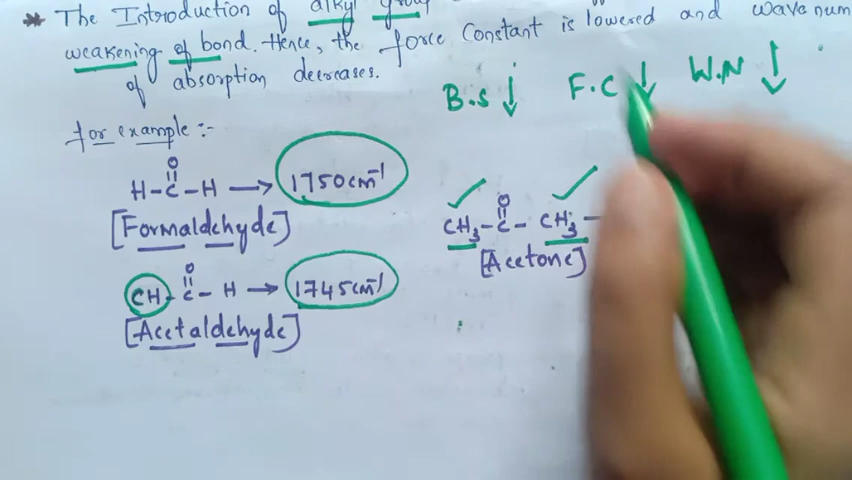 * The Introduction of alkyl group
weakening of bond. Hence, the force Constant is lowered and wave num
of absorption decreases.
B.S ↓ F.C ↓ W.N ↓
for example :-
O
||
H-C-H → 1750cm-1
[Formaldehyde]
O
||
CH3-C-CH3-
[Acetone]
O
||
CH-C-H → 1745cm-1
[Acetaldehyde]